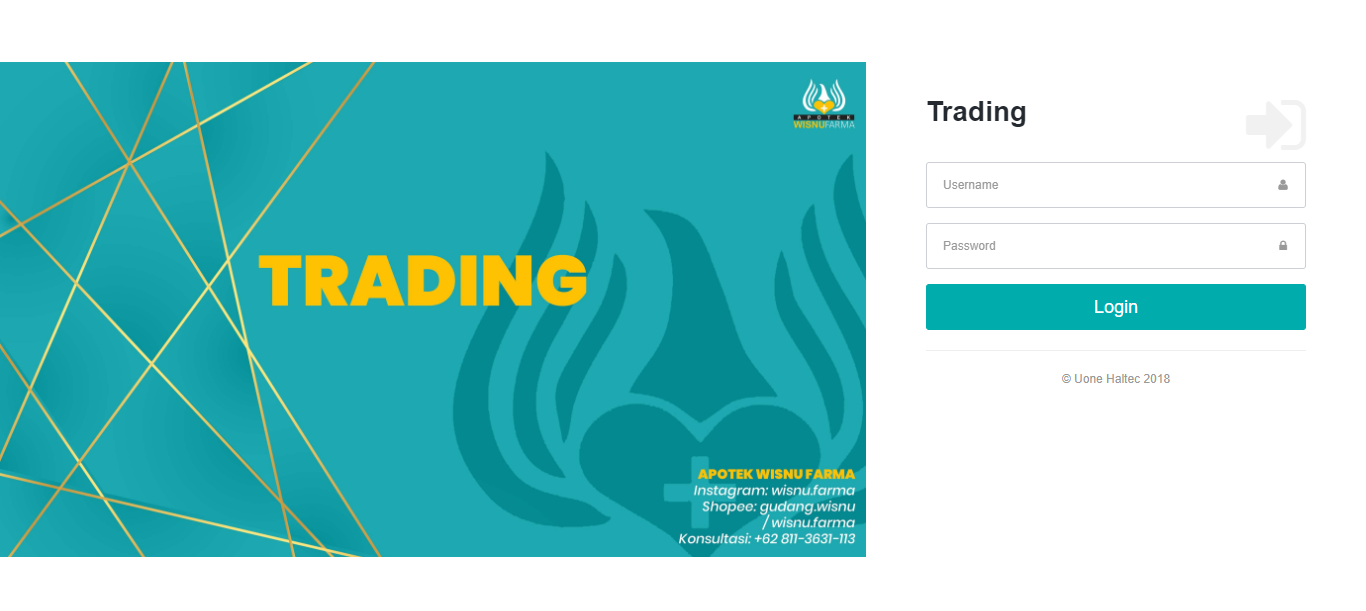 APOTEK
WISNUFARMA
TRADING
APOTEK WISNU FARMA
Instagram: wisnu.farma
Shopee: gudang.wisnu
/ wisnu.farma
Konsultasi: +62 811-3631-113
Trading
Username
Password
Login
© Uone Haltec 2018